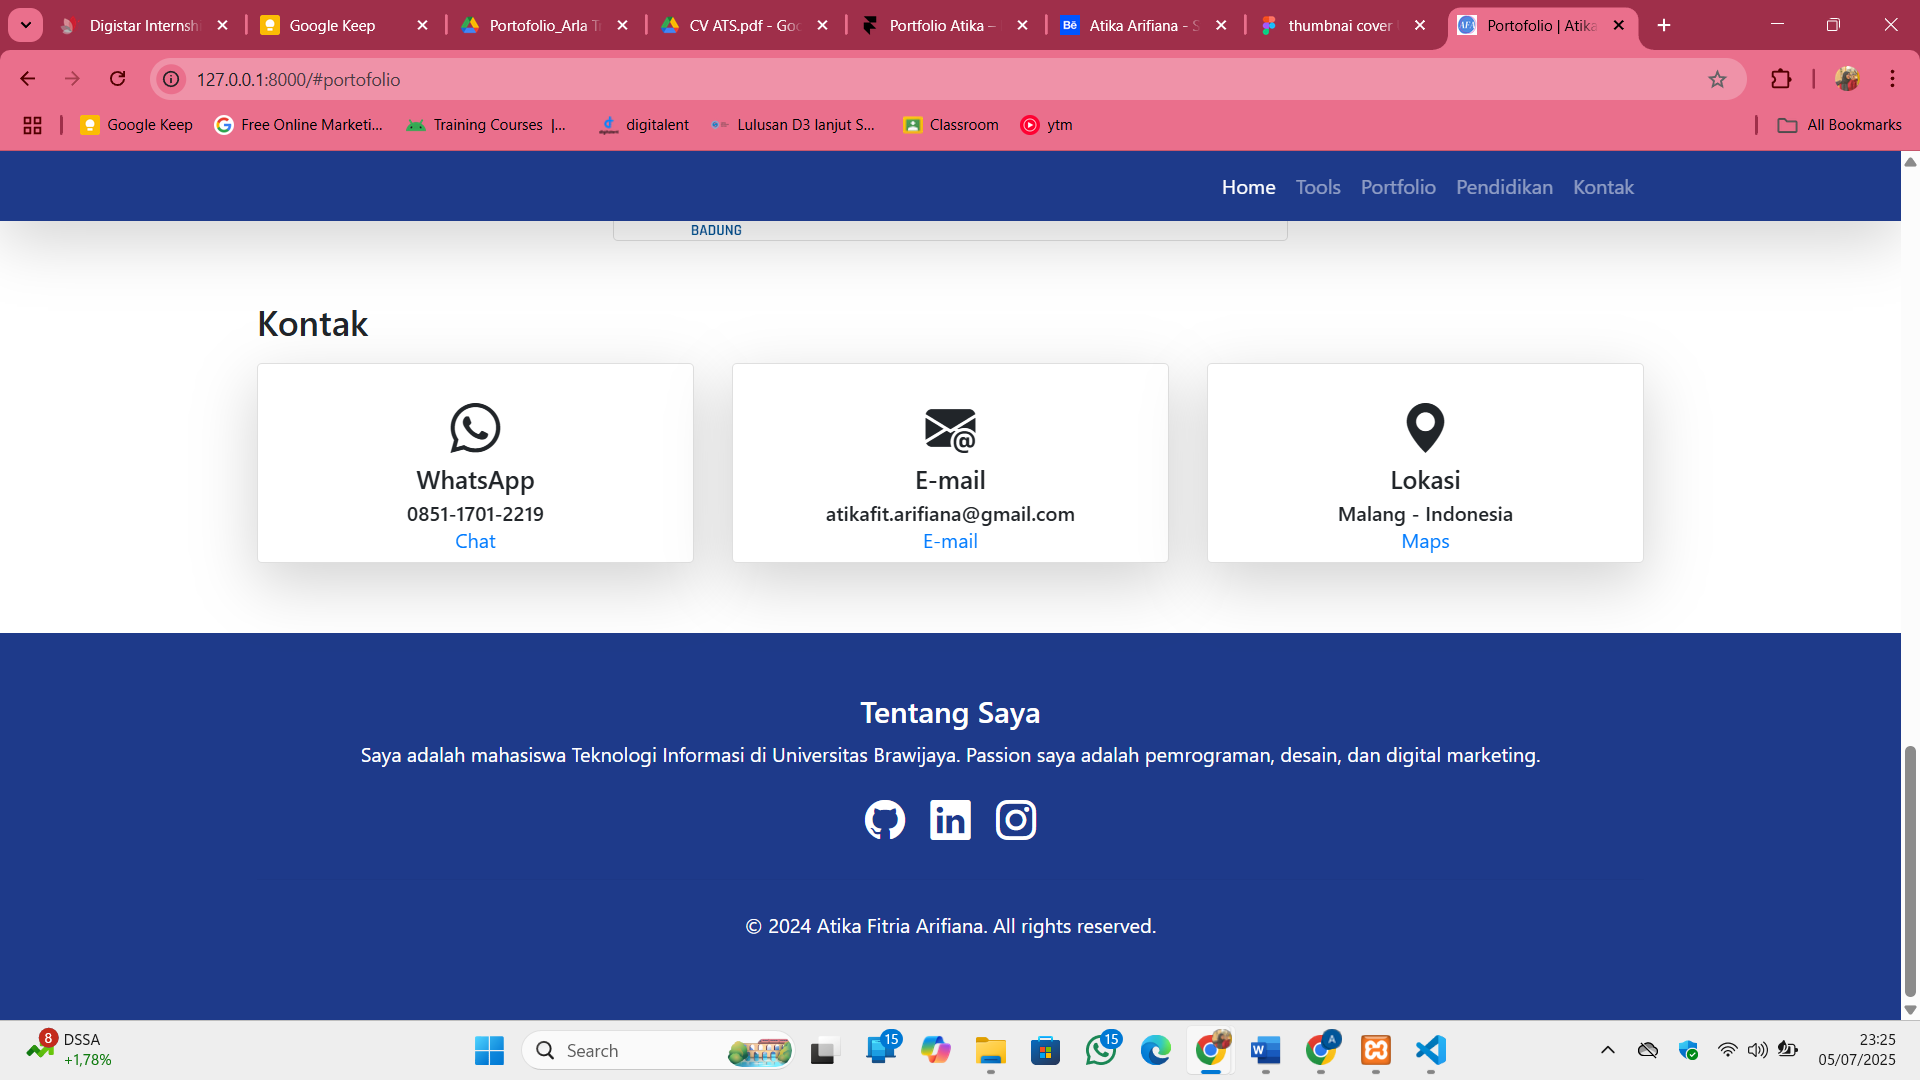 Digistar Internshi
Google Keep
Portofolio_Arla T
CV ATS.pdf - Goo
Portfolio Atika –
Bē
Atika Arifiana - S
thumbnai cover
Portofolio | Atika
127.0.0.1:8000/#portofolio
Google Keep
Free Online Marketi...
Training Courses |...
digitalent
Lulusan D3 lanjut S...
Classroom
ytm
All Bookmarks
Home Tools Portfolio Pendidikan Kontak
BADUNG
Kontak
WhatsApp
0851-1701-2219
Chat
E-mail
atikafit.arifiana@gmail.com
E-mail
Lokasi
Malang - Indonesia
Maps
Tentang Saya
Saya adalah mahasiswa Teknologi Informasi di Universitas Brawijaya. Passion saya adalah pemrograman, desain, dan digital marketing.
© 2024 Atika Fitria Arifiana. All rights reserved.
8
DSSA
+1,78%
Search
15
15
A
23:25
05/07/2025